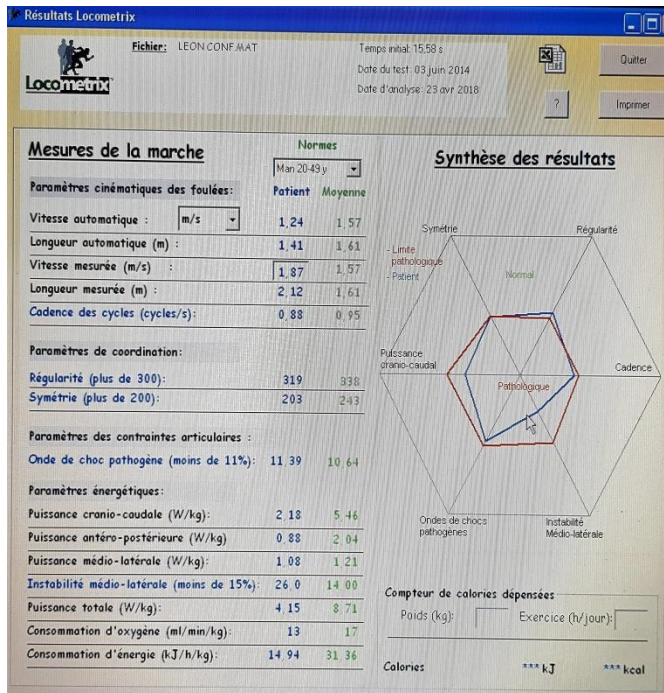 Résultats Locometrix
Fichier: LEON CONF.MAT
Temps initial: 15,58 s
Date du test: 03 juin 2014
Date d'analyse: 23 avr 2018
Locometrix
Quitter
?
Imprimer
Mesures de la marche
Normes
Man 20-49 y
Paramètres cinématiques des foulées: Patient Moyenne
Vitesse automatique : m/s 1,24 1,57
Longueur automatique (m) : 1,41 1,61
Vitesse mesurée (m/s) : 1,87 1,57
Longueur mesurée (m) : 2,12 1,61
Cadence des cycles (cycles/s): 0,88 0,95
Paramètres de coordination:
Régularité (plus de 300): 319 338
Symétrie (plus de 200): 203 243
Paramètres des contraintes articulaires :
Onde de choc pathogène (moins de 11%): 11,39 10,64
Paramètres énergétiques:
Puissance cranio-caudale (W/kg): 2,18 5,46
Puissance antéro-postérieure (W/kg) 0,88 2,04
Puissance médio-latérale (W/kg): 1,08 1,21
Instabilité médio-latérale (moins de 15%): 26,0 14,00
Puissance totale (W/kg): 4,15 8,71
Consommation d'oxygène (ml/min/kg): 13 17
Consommation d'énergie (kJ/h/kg): 14,94 31,36
Synthèse des résultats
Symétrie
Régularité
- Limite
pathologique
- Patient
Normal
Puissance
cranio-caudal
Cadence
Pathologique
Ondes de chocs
pathogènes
Instabilité
Médio-latérale
Compteur de calories dépensées
Poids (kg): Exercice (h/jour):
Calories *** kJ *** kcal